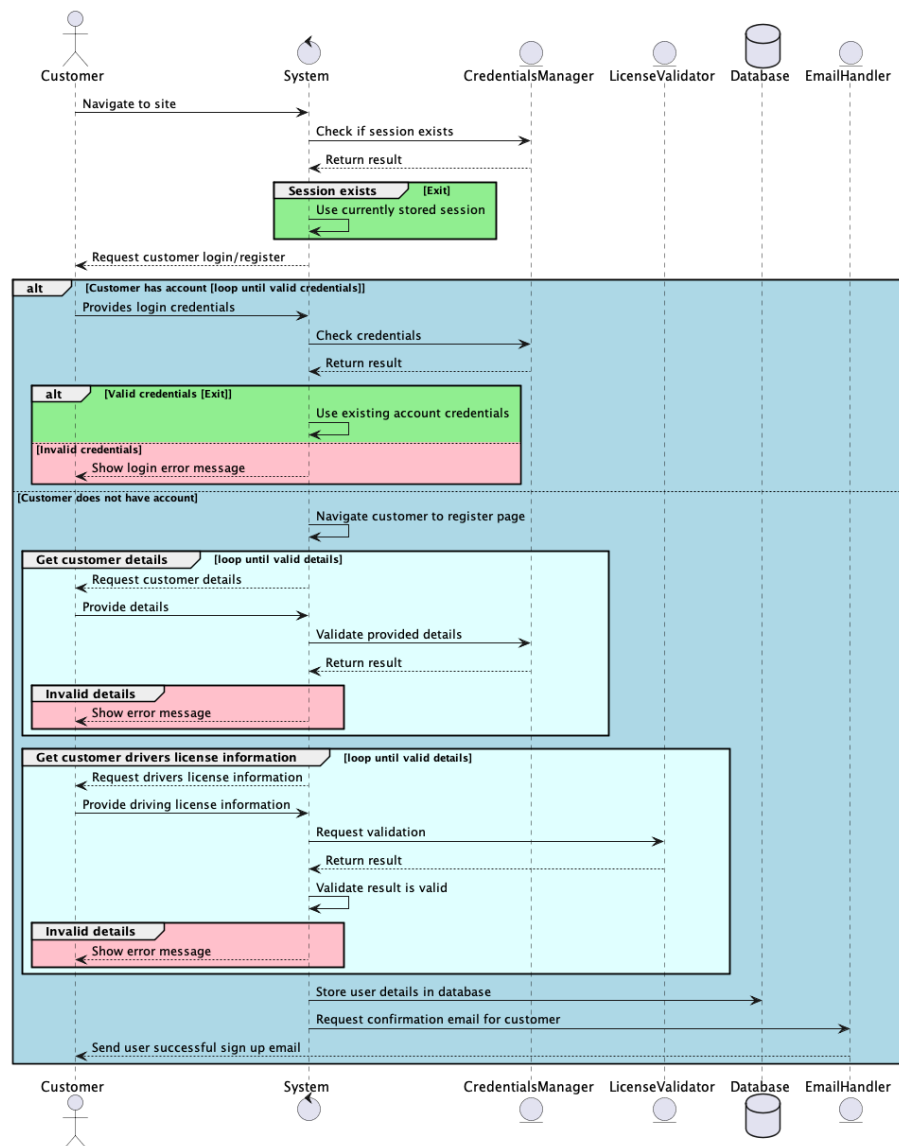 Customer System CredentialsManager LicenseValidator Database EmailHandler
Navigate to site
Check if session exists
Return result
Session exists [Exit]
Use currently stored session
Request customer login/register
alt [Customer has account [loop until valid credentials]]
Provides login credentials
Check credentials
Return result
alt [Valid credentials [Exit]]
Use existing account credentials
[Invalid credentials]
Show login error message
[Customer does not have account]
Navigate customer to register page
Get customer details [loop until valid details]
Request customer details
Provide details
Validate provided details
Return result
Invalid details
Show error message
Get customer drivers license information [loop until valid details]
Request drivers license information
Provide driving license information
Request validation
Return result
Validate result is valid
Invalid details
Show error message
Store user details in database
Request confirmation email for customer
Send user successful sign up email
Customer System CredentialsManager LicenseValidator Database EmailHandler